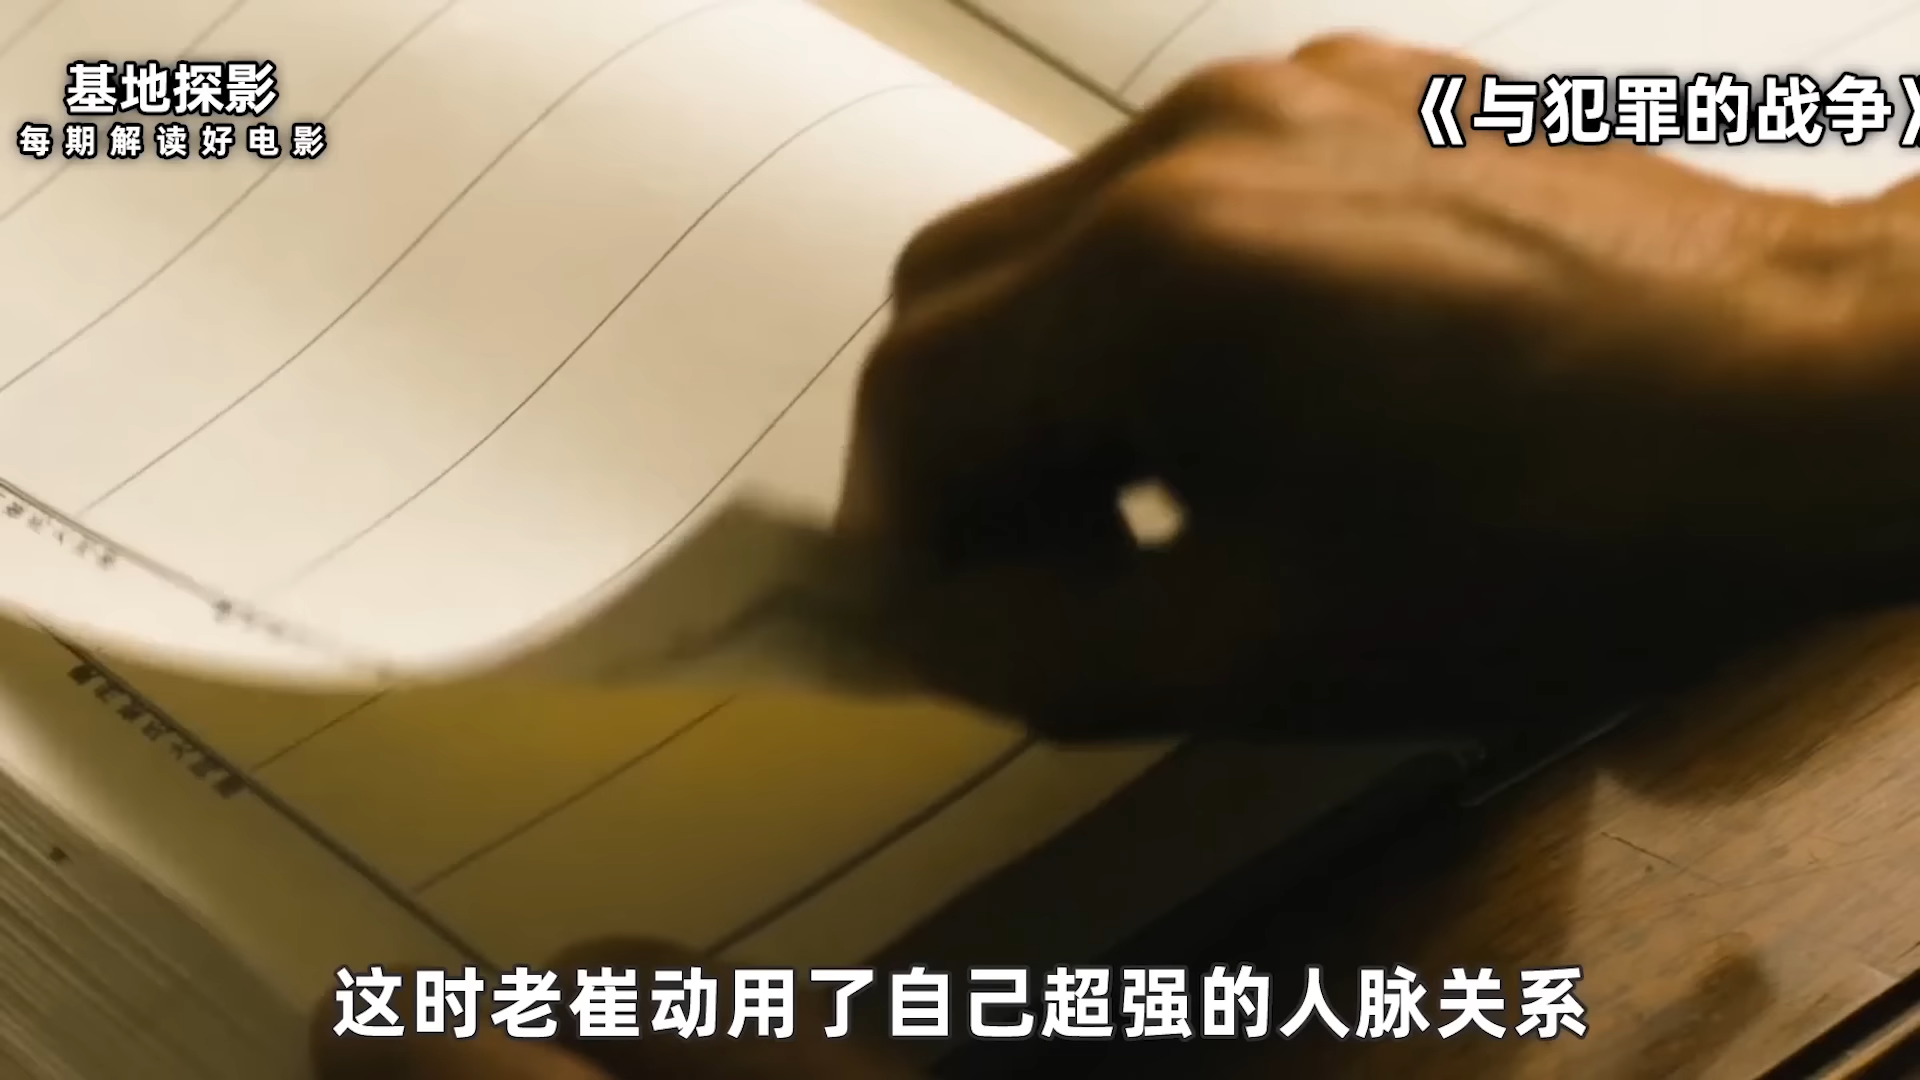 基地探影
每期解读好电影
《与犯罪的战争》
这时老崔动用了自己超强的人脉关系